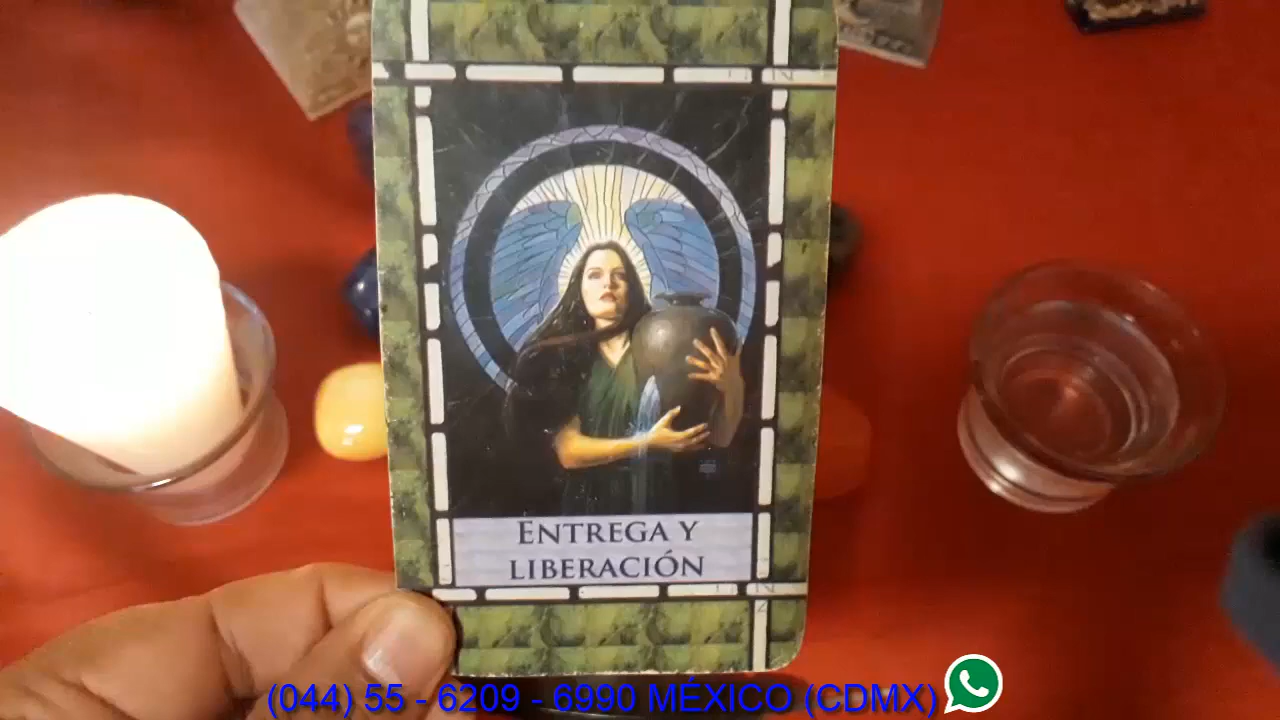 ENTREGA Y
LIBERACIÓN
(044) 55 - 6209 - 6990 MÉXICO (CDMX)